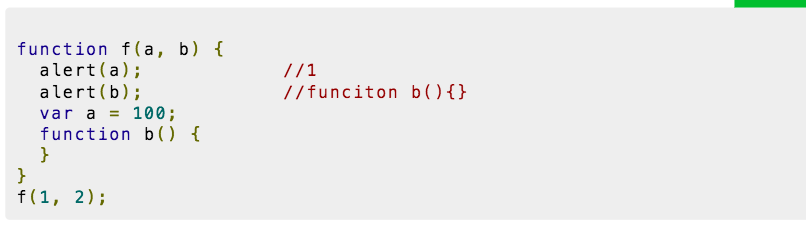 function f(a, b) {
  alert(a);                //1
  alert(b);                //funciton b(){}
  var a = 100;
  function b() {
  }
}
f(1, 2);